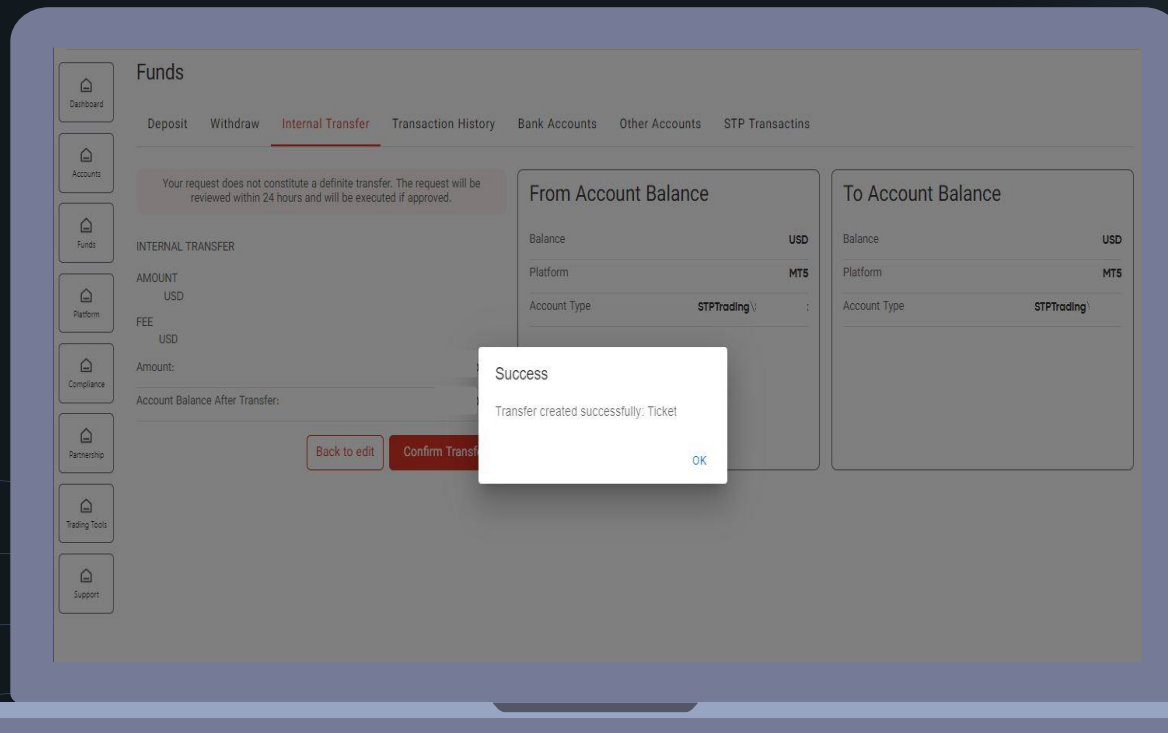 Funds
Dashboard
Accounts
Funds
Platform
Compliance
Partnership
Trading Tools
Support
Deposit Withdraw Internal Transfer Transaction History Bank Accounts Other Accounts STP Transactins
Your request does not constitute a definite transfer. The request will be
reviewed within 24 hours and will be executed if approved.
INTERNAL TRANSFER
AMOUNT
USD
FEE
USD
Amount:
Account Balance After Transfer:
Back to edit
Confirm Transf
From Account Balance
Balance USD
Platform MT5
Account Type STPTrading
To Account Balance
Balance USD
Platform MT5
Account Type STPTrading
Success
Transfer created successfully: Ticket
OK